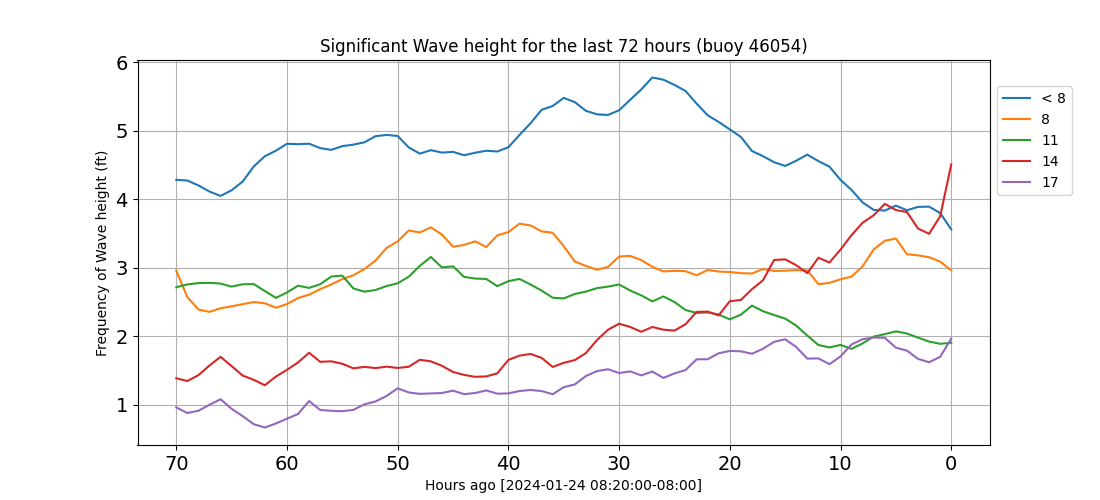 Significant Wave height for the last 72 hours (buoy 46054)
6
5
4
3
2
1
Frequency of Wave height (ft)
70 60 50 40 30 20 10 0
Hours ago [2024-01-24 08:20:00-08:00]
< 8
8
11
14
17